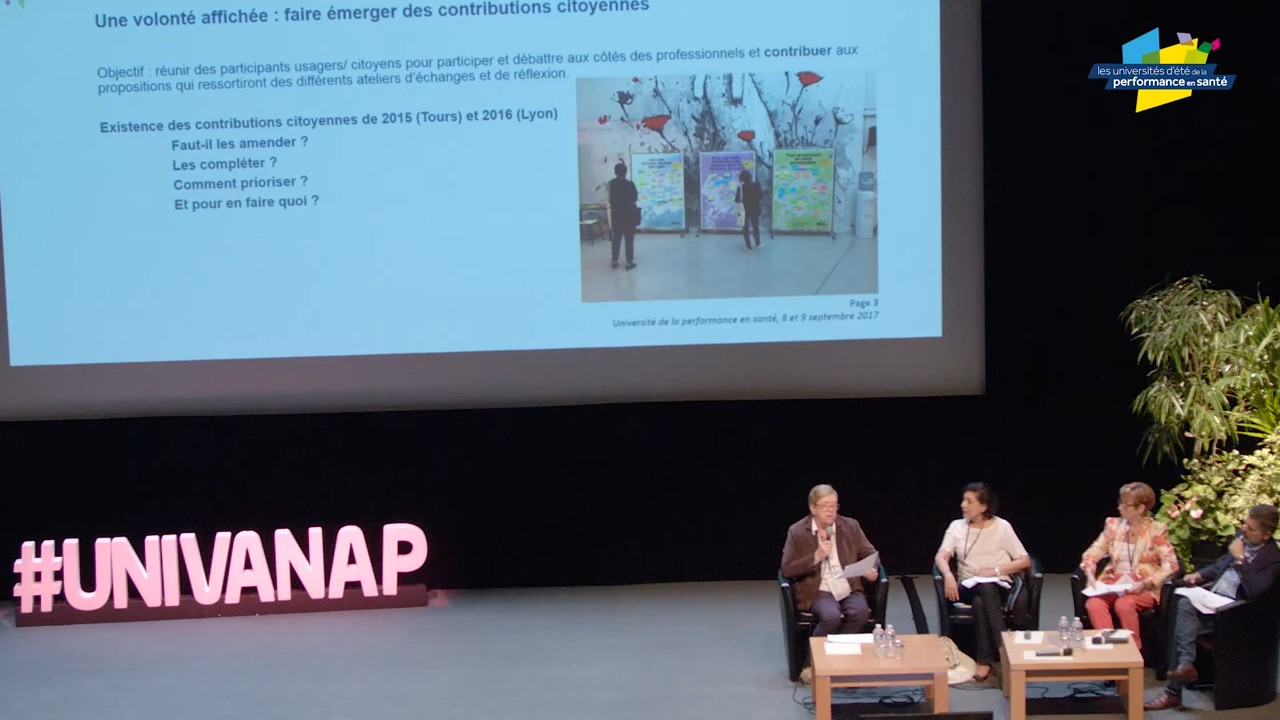 Une volonté affichée : faire émerger des contributions citoyennes
Objectif : réunir des participants usagers/ citoyens pour participer et débattre aux côtés des professionnels et contribuer aux
propositions qui ressortiront des différents ateliers d'échanges et de réflexion.
Existence des contributions citoyennes de 2015 (Tours) et 2016 (Lyon)
Faut-il les amender ?
Les compléter ?
Comment prioriser ?
Et pour en faire quoi ?
Page 3
Université de la performance en santé, 8 et 9 septembre 2017
les universités d'été de la
performance en santé
#UNIVANAP